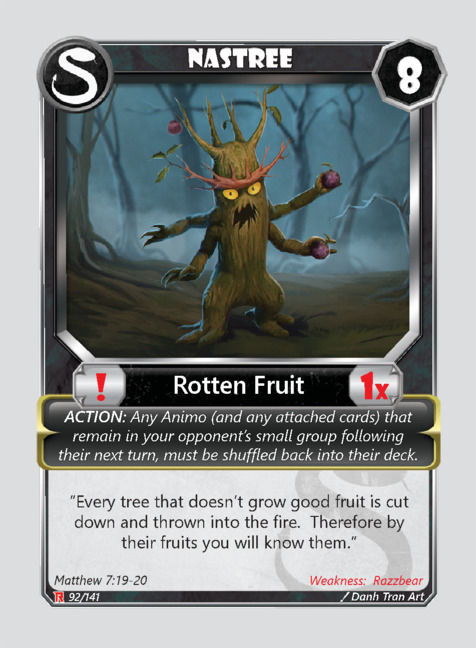 S
NASTREE
8
!
Rotten Fruit
1x
ACTION: Any Animo (and any attached cards) that
remain in your opponent's small group following
their next turn, must be shuffled back into their deck.
"Every tree that doesn't grow good fruit is cut
down and thrown into the fire.  Therefore by
their fruits you will know them."
Matthew 7:19-20
Weakness:  Razzbear
R 92/141
Danh Tran Art